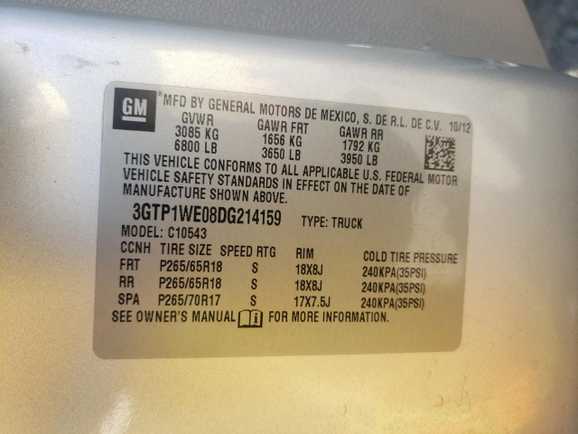 GM *MFD BY GENERAL MOTORS DE MEXICO, S. DE R.L. DE C.V. 10/12
GVWR GAWR FRT GAWR RR
3085 KG 1656 KG 1792 KG
6800 LB 3650 LB 3950 LB
THIS VEHICLE CONFORMS TO ALL APPLICABLE U.S. FEDERAL MOTOR
VEHICLE SAFETY STANDARDS IN EFFECT ON THE DATE OF
MANUFACTURE SHOWN ABOVE.
3GTP1WE08DG214159 TYPE: TRUCK
MODEL: C10543
CCNH TIRE SIZE SPEED RTG RIM COLD TIRE PRESSURE
FRT P265/65R18 S 18X8J 240KPA(35PSI)
RR P265/65R18 S 18X8J 240KPA(35PSI)
SPA P265/70R17 S 17X7.5J 240KPA(35PSI)
SEE OWNER'S MANUAL FOR MORE INFORMATION.